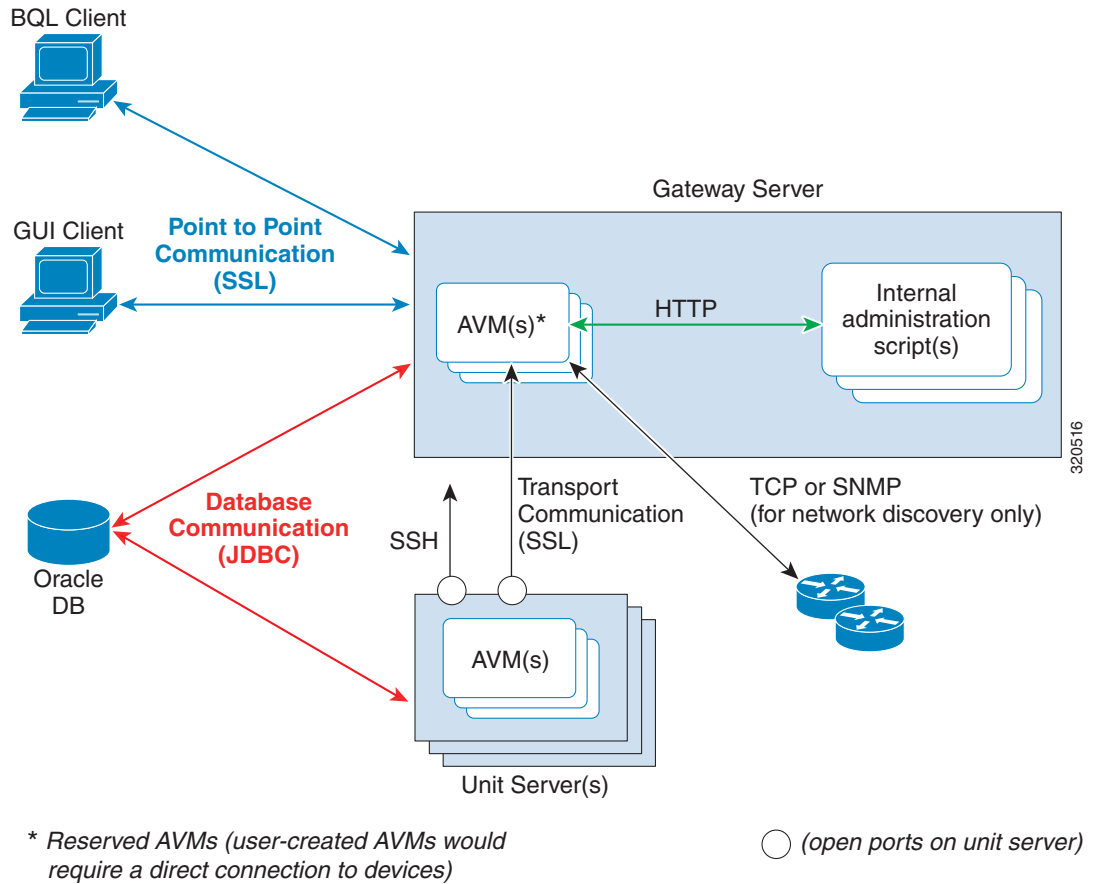 BQL Client
Gateway Server
GUI Client
Point to Point
Communication
(SSL)
AVM(s)*
HTTP
Internal
administration
script(s)
320516
Database
Communication
(JDBC)
Oracle
DB
SSH
Transport
Communication
(SSL)
TCP or SNMP
(for network discovery only)
AVM(s)
Unit Server(s)
* Reserved AVMs (user-created AVMs would
require a direct connection to devices)
(open ports on unit server)